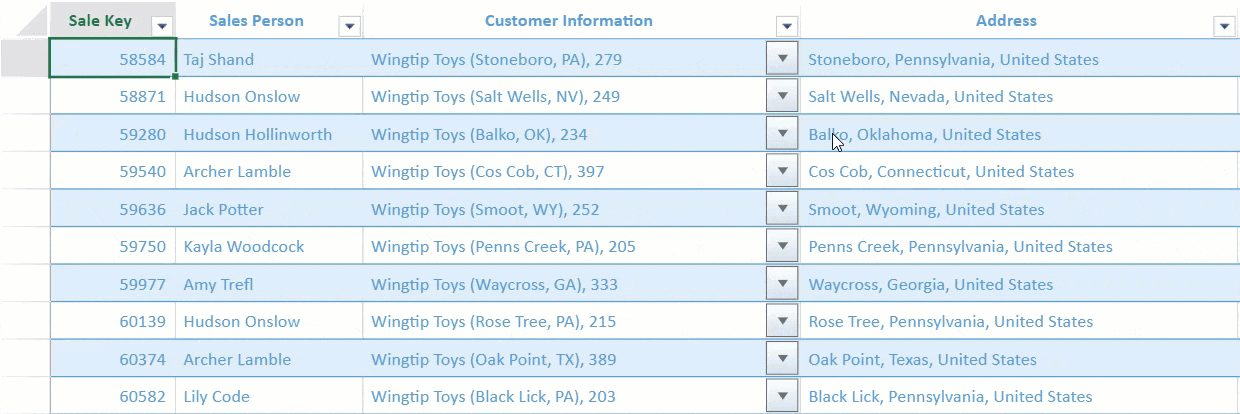 Sale Key Sales Person Customer Information Address
58584 Taj Shand Wingtip Toys (Stoneboro, PA), 279 Stoneboro, Pennsylvania, United States
58871 Hudson Onslow Wingtip Toys (Salt Wells, NV), 249 Salt Wells, Nevada, United States
59280 Hudson Hollinworth Wingtip Toys (Balko, OK), 234 Balko, Oklahoma, United States
59540 Archer Lamble Wingtip Toys (Cos Cob, CT), 397 Cos Cob, Connecticut, United States
59636 Jack Potter Wingtip Toys (Smoot, WY), 252 Smoot, Wyoming, United States
59750 Kayla Woodcock Wingtip Toys (Penns Creek, PA), 205 Penns Creek, Pennsylvania, United States
59977 Amy Trefl Wingtip Toys (Waycross, GA), 333 Waycross, Georgia, United States
60139 Hudson Onslow Wingtip Toys (Rose Tree, PA), 215 Rose Tree, Pennsylvania, United States
60374 Archer Lamble Wingtip Toys (Oak Point, TX), 389 Oak Point, Texas, United States
60582 Lily Code Wingtip Toys (Black Lick, PA), 203 Black Lick, Pennsylvania, United States